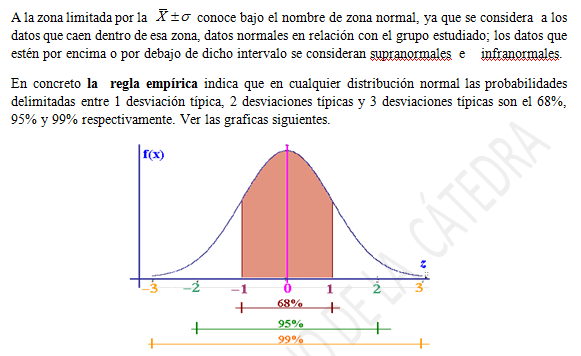 A la zona limitada por la X̄ ± σ conoce bajo el nombre de zona normal, ya que se considera a los
datos que caen dentro de esa zona, datos normales en relación con el grupo estudiado; los datos que
estén por encima o por debajo de dicho intervalo se consideran supranormales e infranormales.
En concreto la regla empírica indica que en cualquier distribución normal las probabilidades
delimitadas entre 1 desviación típica, 2 desviaciones típicas y 3 desviaciones típicas son el 68%,
95% y 99% respectivamente. Ver las graficas siguientes.
f(x)
z
-3 -2 -1 0 1 2 3
68%
95%
99%
DE LA CÁTEDRA